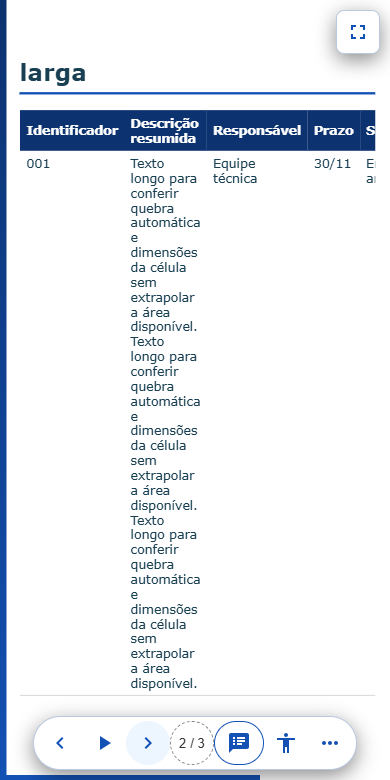 larga
Identificador
Descrição
resumida
Responsável
Prazo
001
Texto
longo para
conferir
quebra
automática
e
dimensões
da célula
sem
extrapolar
a área
disponível.
Texto
longo para
conferir
quebra
automática
e
dimensões
da célula
sem
extrapolar
a área
disponível.
Texto
longo para
conferir
quebra
automática
e
dimensões
da célula
sem
extrapolar
a área
disponível.
Equipe
técnica
30/11
2 / 3